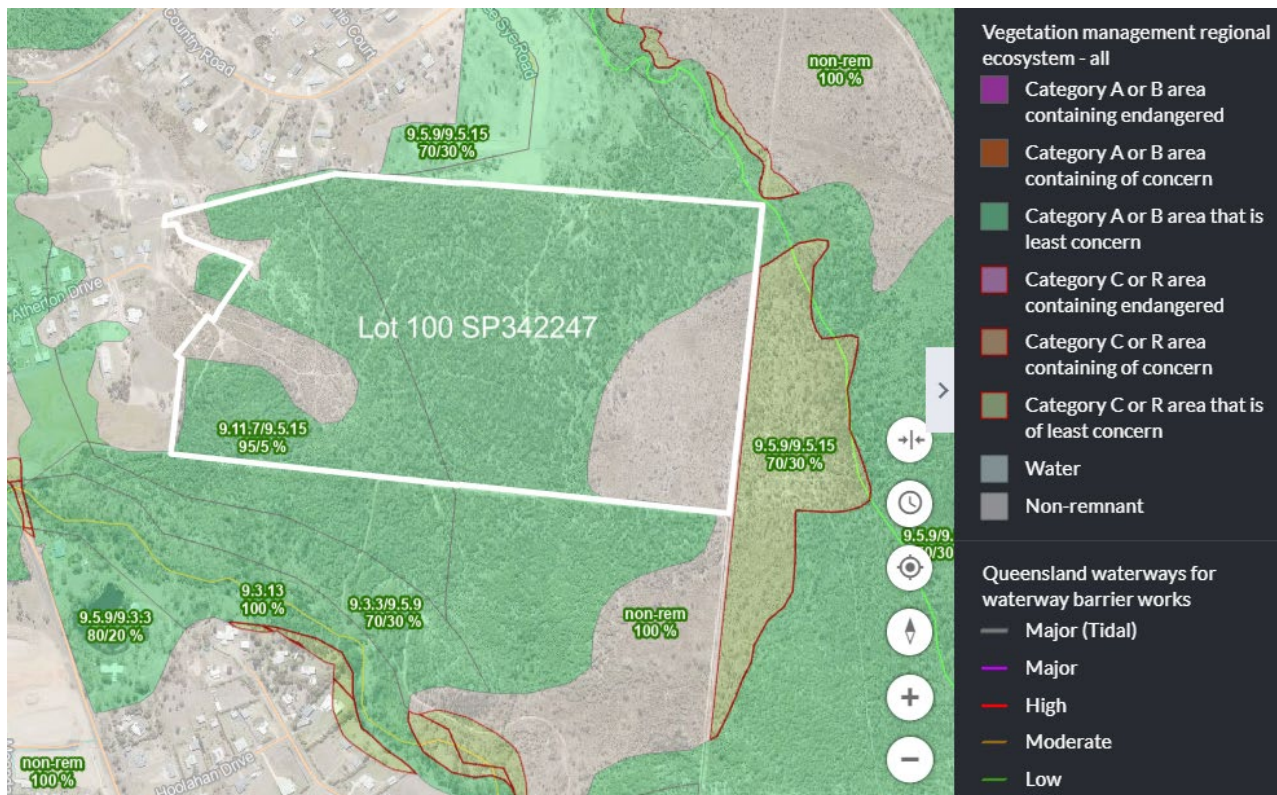 Country Road
Court
Sye Road
non-rem
100 %
9.5.9/9.5.15
70/30 %
Atherton Drive
Lot 100 SP342247
9.11.7/9.5.15
95/5 %
9.5.9/9.5.15
70/30 %
9.5.9/9.
9.3.13
100 %
9.3.3/9.5.9
70/30 %
9.5.9/9.3.3
80/20 %
non-rem
100 %
Hoolahan Drive
non-rem
100 %
Vegetation management regional
ecosystem - all
Category A or B area
containing endangered
Category A or B area
containing of concern
Category A or B area that is
least concern
Category C or R area
containing endangered
Category C or R area
containing of concern
Category C or R area that is
of least concern
Water
Non-remnant
Queensland waterways for
waterway barrier works
Major (Tidal)
Major
High
Moderate
Low